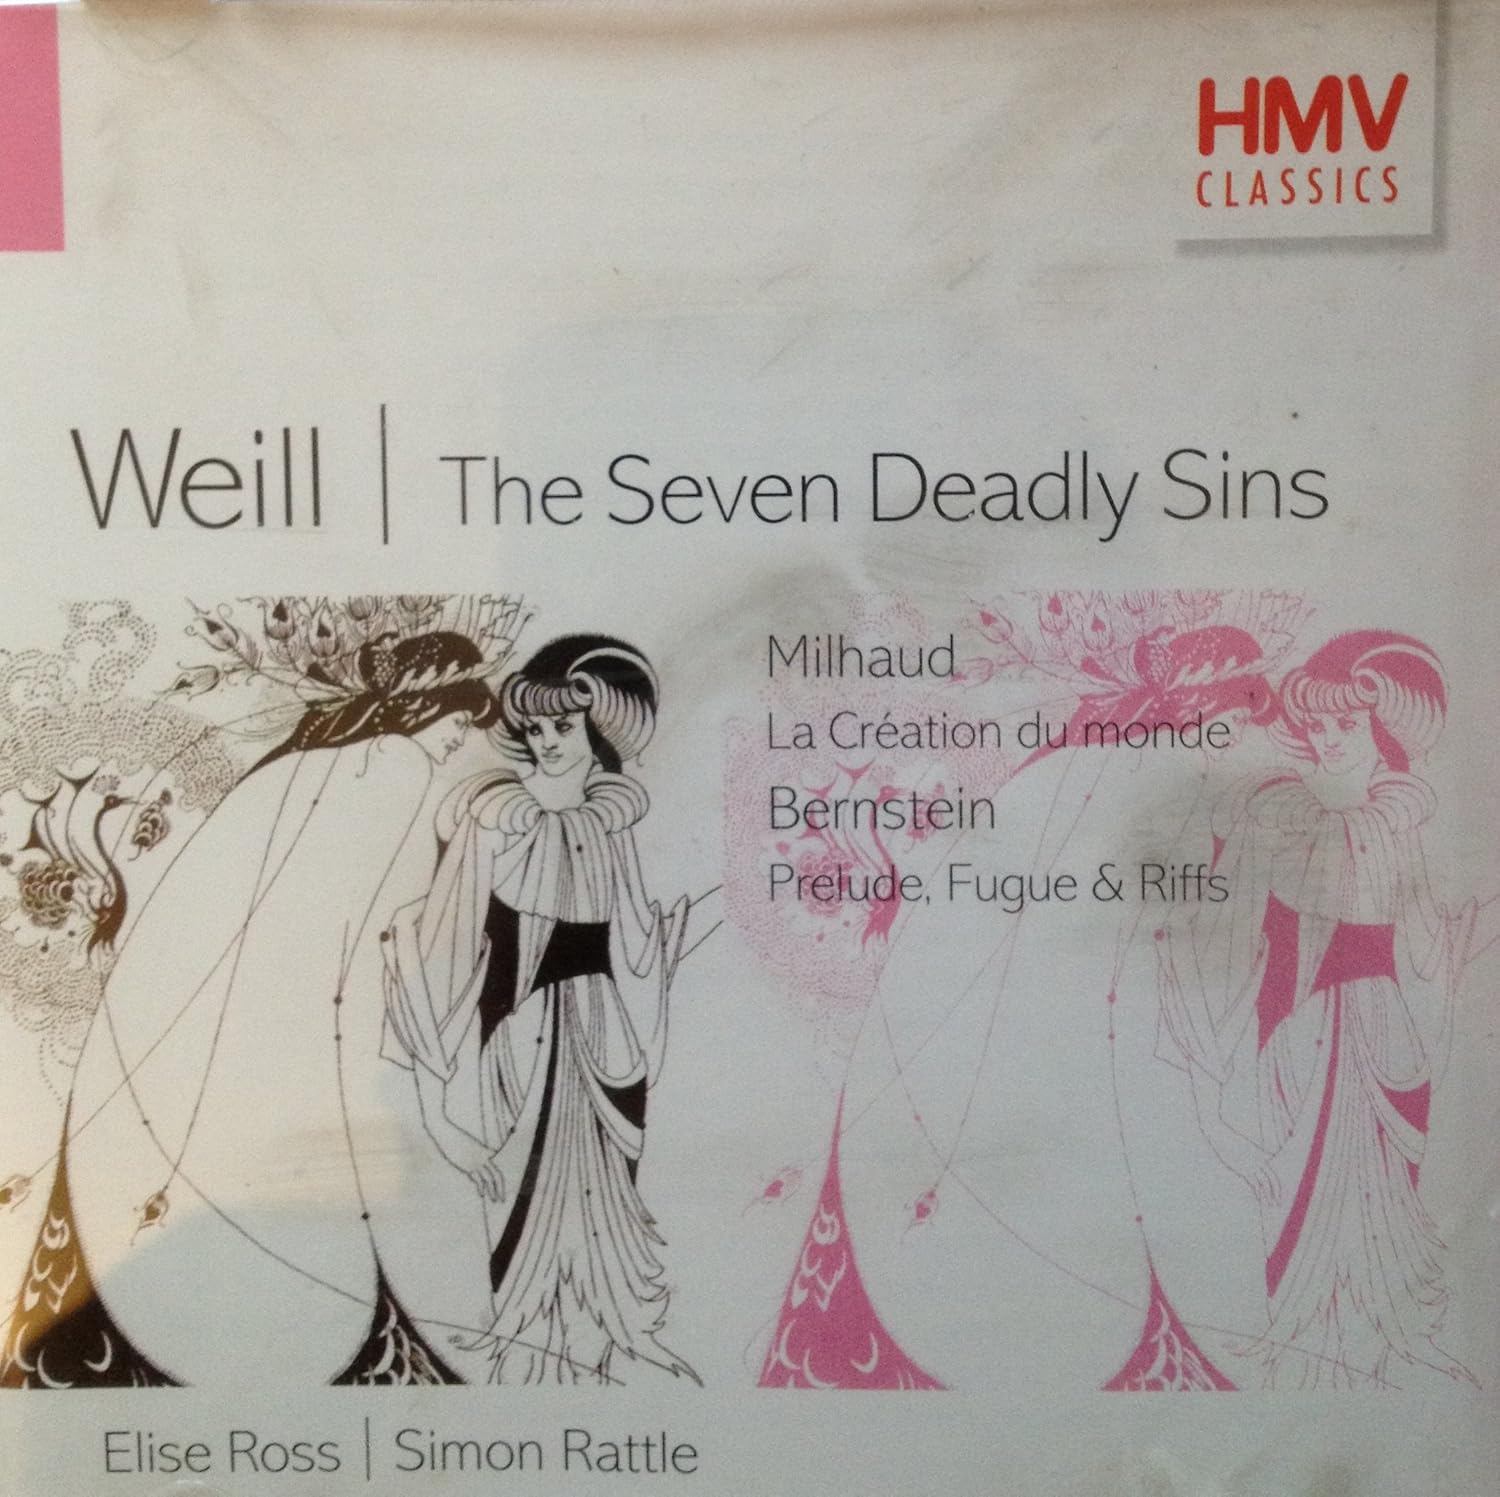 HMV
CLASSICS
Weill | The Seven Deadly Sins
Milhaud
La Création du monde
Bernstein
Prelude, Fugue & Riffs
Elise Ross | Simon Rattle